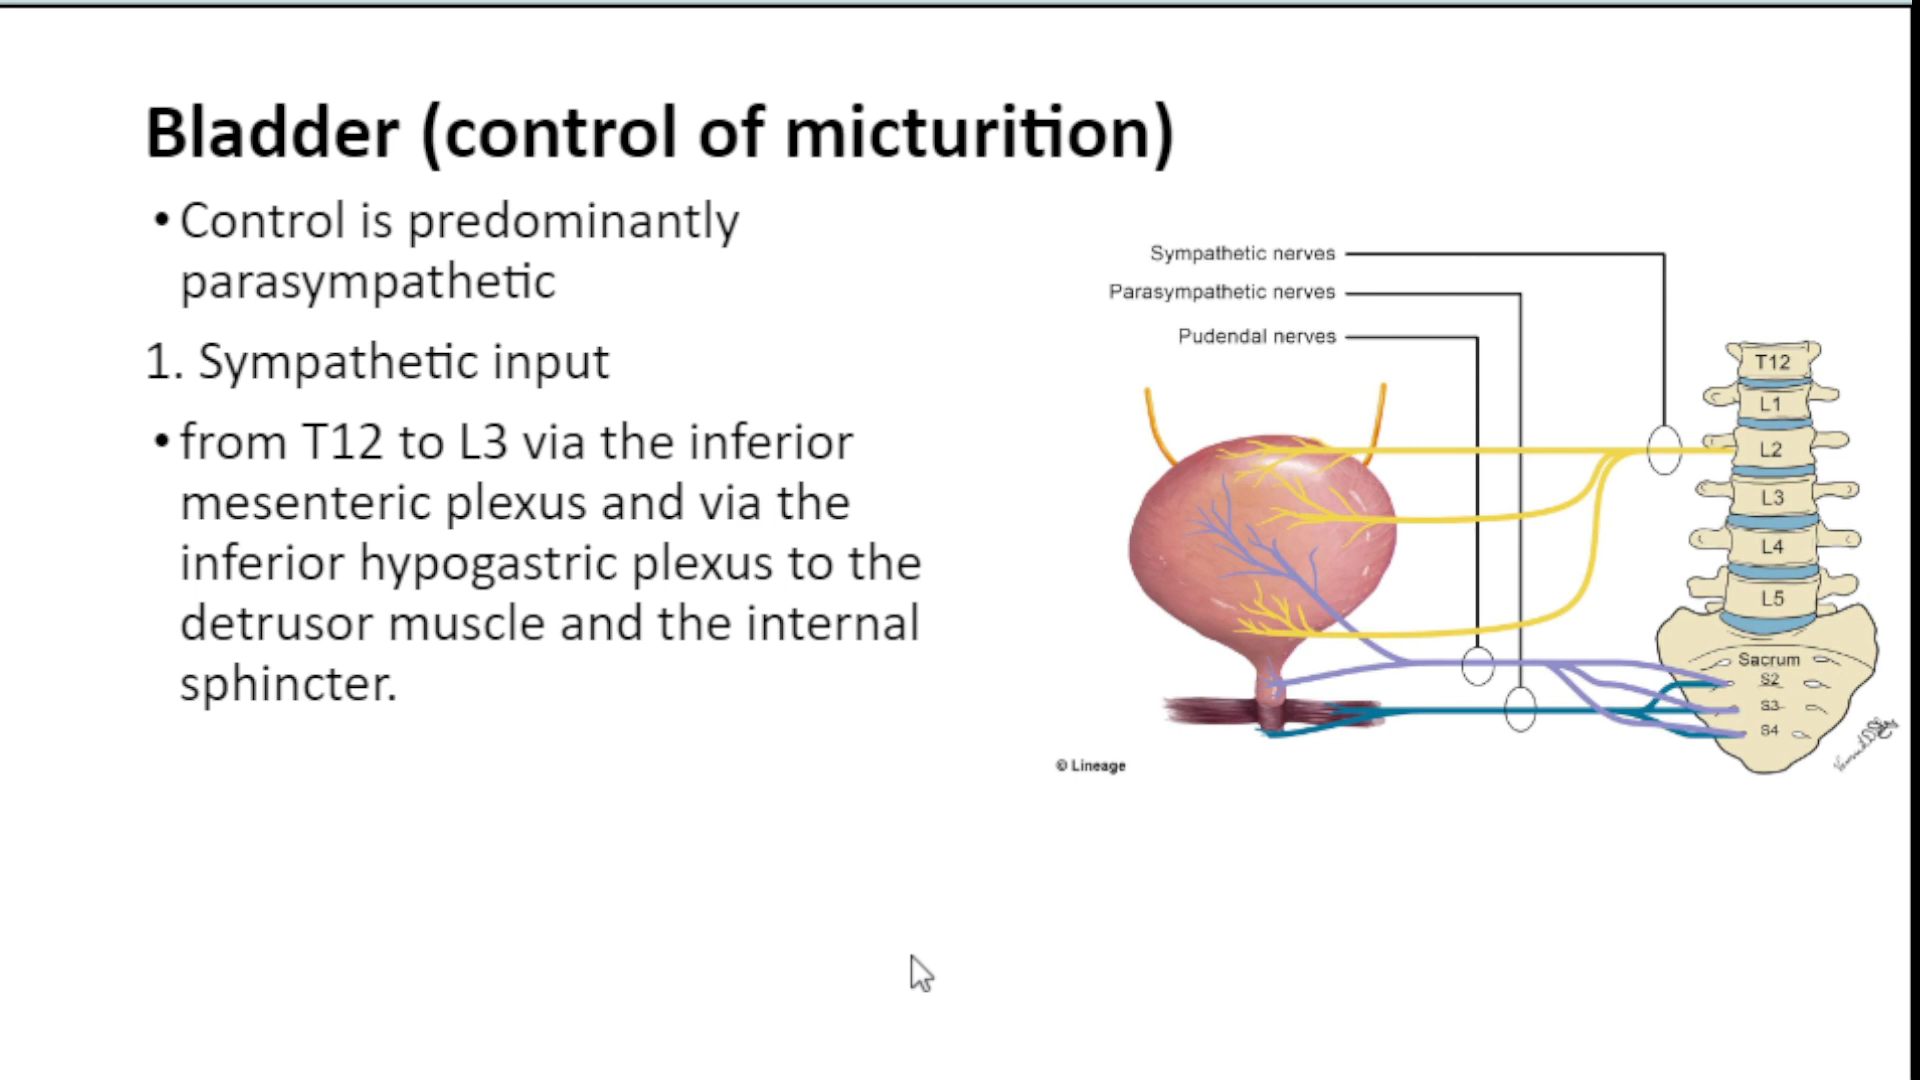 Bladder (control of micturition)
• Control is predominantly
parasympathetic
1. Sympathetic input
• from T12 to L3 via the inferior
mesenteric plexus and via the
inferior hypogastric plexus to the
detrusor muscle and the internal
sphincter.
Sympathetic nerves
Parasympathetic nerves
Pudendal nerves
T12
L1
L2
L3
L4
L5
Sacrum
S2
S3
S4
© Lineage